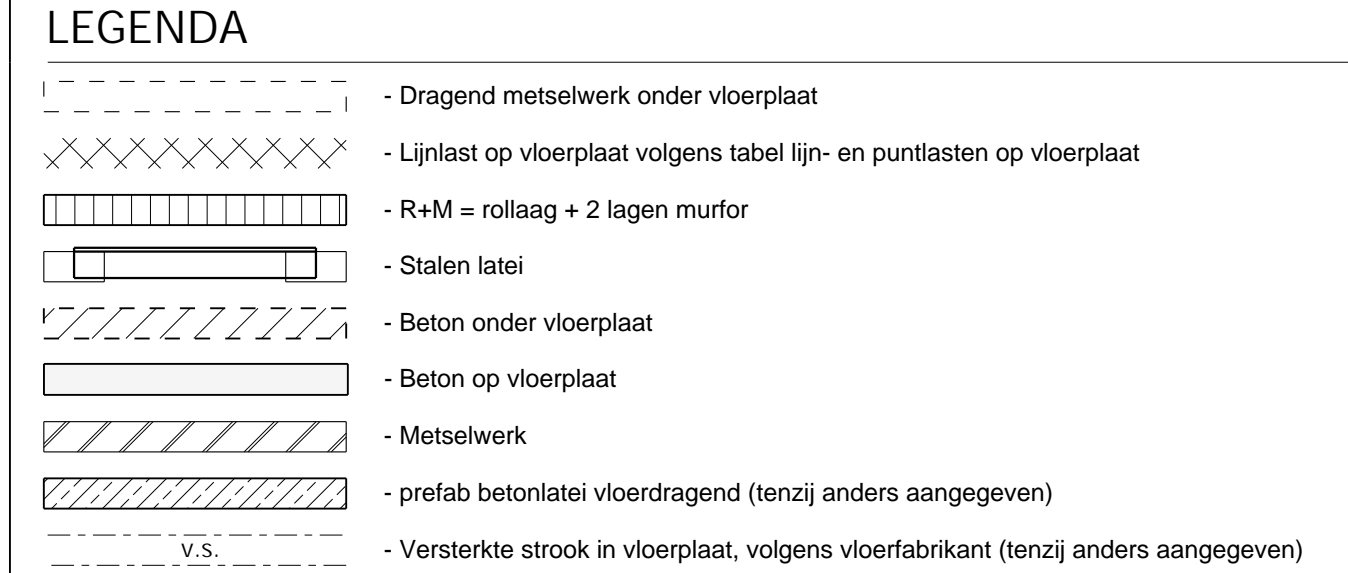 LEGENDA
- Dragend metselwerk onder vloerplaat
- Lijnlast op vloerplaat volgens tabel lijn- en puntlasten op vloerplaat
- R+M = rollaag + 2 lagen murfor
- Stalen latei
- Beton onder vloerplaat
- Beton op vloerplaat
- Metselwerk
- prefab betonlatei vloerdragend (tenzij anders aangegeven)
V.S. - Versterkte strook in vloerplaat, volgens vloerfabrikant (tenzij anders aangegeven)